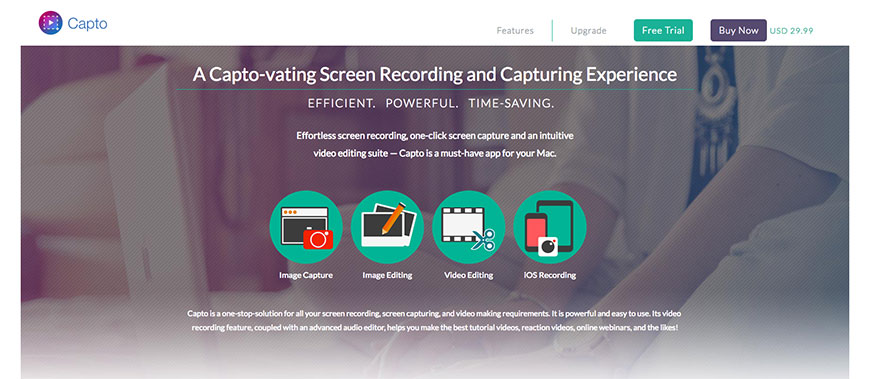 Capto
Features
Upgrade
Free Trial
Buy Now
USD 29.99
A Capto-vating Screen Recording and Capturing Experience
EFFICIENT. POWERFUL. TIME-SAVING.
Effortless screen recording, one-click screen capture and an intuitive
video editing suite — Capto is a must-have app for your Mac.
Image Capture
Image Editing
Video Editing
iOS Recording
Capto is a one-stop-solution for all your screen recording, screen capturing, and video making requirements. It is powerful and easy to use. Its video
recording feature, coupled with an advanced audio editor, helps you make the best tutorial videos, reaction videos, online webinars, and the likes!